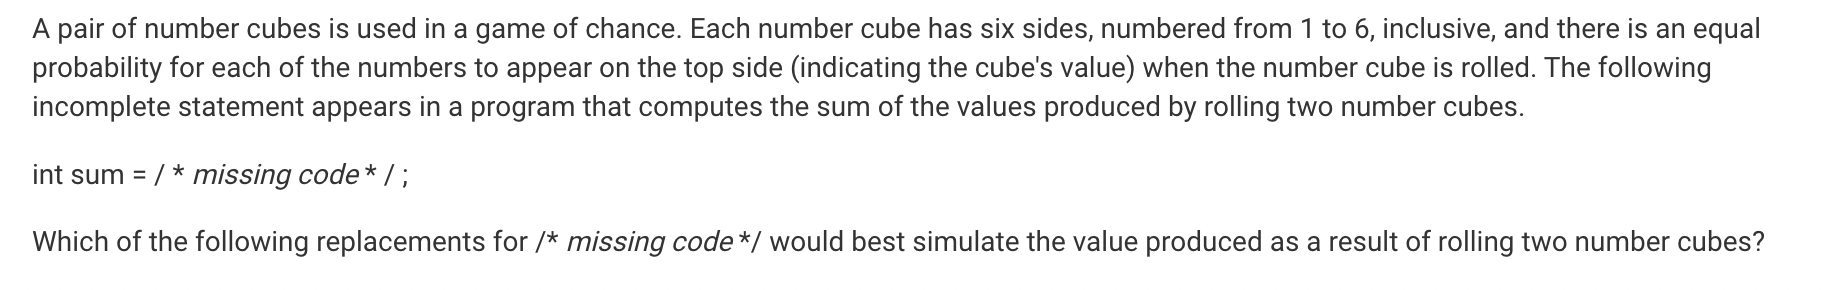 A pair of number cubes is used in a game of chance. Each number cube has six sides, numbered from 1 to 6, inclusive, and there is an equal
probability for each of the numbers to appear on the top side (indicating the cube's value) when the number cube is rolled. The following
incomplete statement appears in a program that computes the sum of the values produced by rolling two number cubes.
int sum = / * missing code * / ;
Which of the following replacements for /* missing code */ would best simulate the value produced as a result of rolling two number cubes?